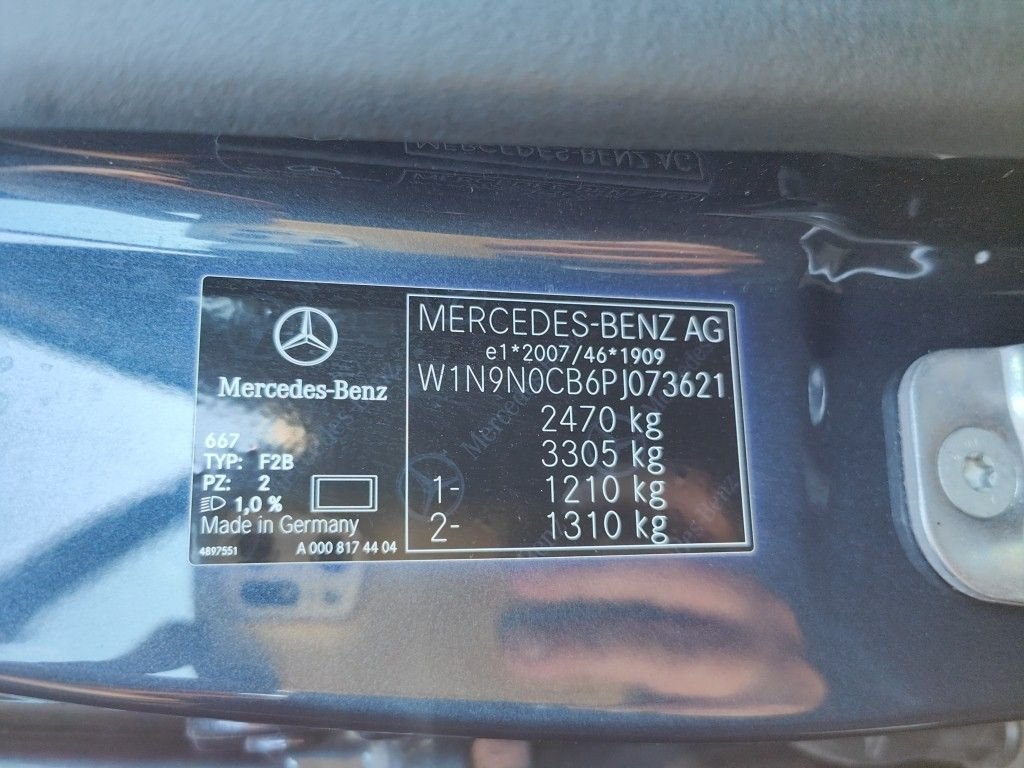 Mercedes-Benz
667
TYP: F2B
PZ: 2
1,0 %
Made in Germany
4897551
A 000 817 44 04
MERCEDES-BENZ AG
e1*2007/46*1909
W1N9N0CB6PJ073621
2470 kg
3305 kg
1- 1210 kg
2- 1310 kg